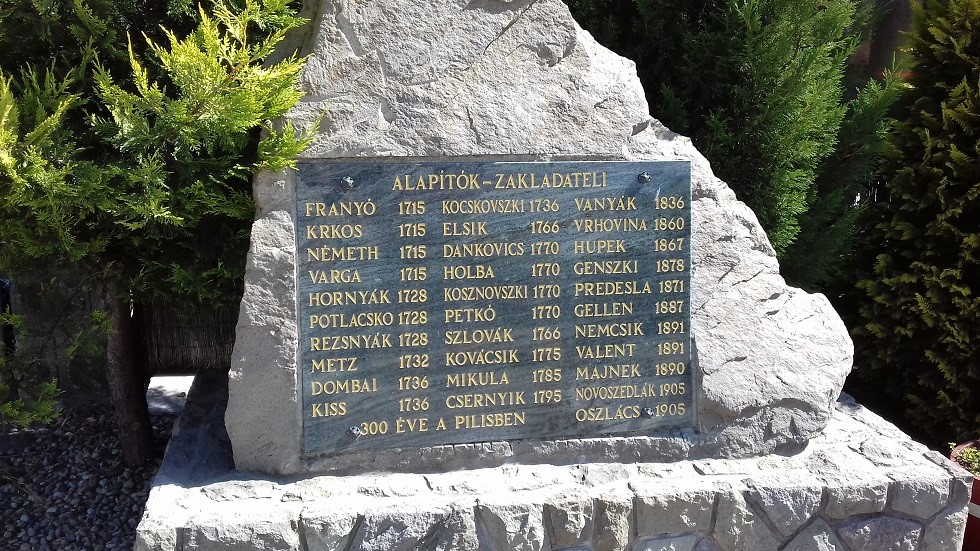 ALAPÍTÓK-ZAKLADATELI
FRANYÓ 1715 KOCSKOVSZKI 1736 VANYÁK 1836
KRKOS 1715 ELSIK 1766 VRHOVINA 1860
NÉMETH 1715 DANKOVICS 1770 HUPEK 1867
VARGA 1715 HOLBA 1770 GENSZKI 1878
HORNYÁK 1728 KOSZNOVSZKI 1770 PREDESLA 1871
POTLACSKO 1728 PETKÓ 1770 GELLEN 1887
REZSNYÁK 1728 SZLOVÁK 1766 NEMCSIK 1891
METZ 1732 KOVÁCSIK 1775 VALENT 1891
DOMBAI 1736 MIKULA 1785 MAJNEK 1890
KISS 1736 CSERNYIK 1795 NOVOSZEDLÁK 1905
300 ÉVE A PILISBEN OSZLÁCS 1905